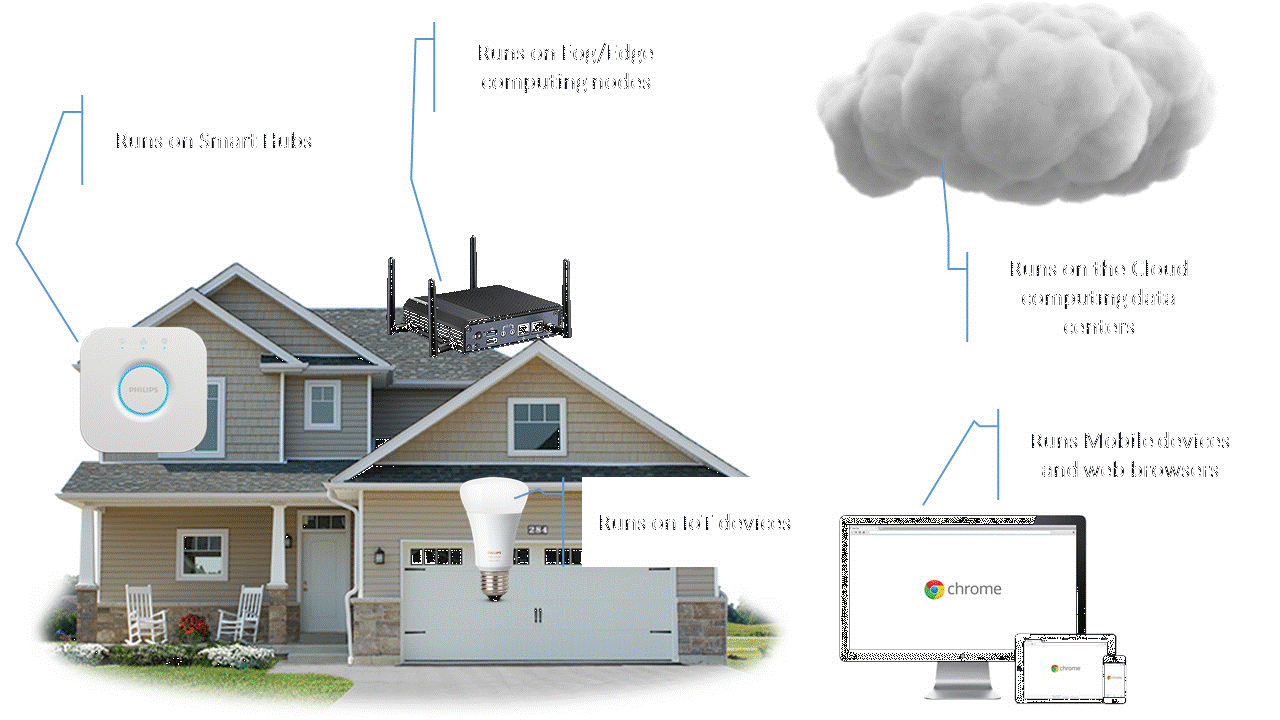 Runs on Fog/Edge
computing nodes
Runs on Smart Hubs
Runs on the Cloud
computing data
centers
PHILIPS
Runs Mobile devices
and web browsers
Runs on IoT devices
284
chrome
chrome